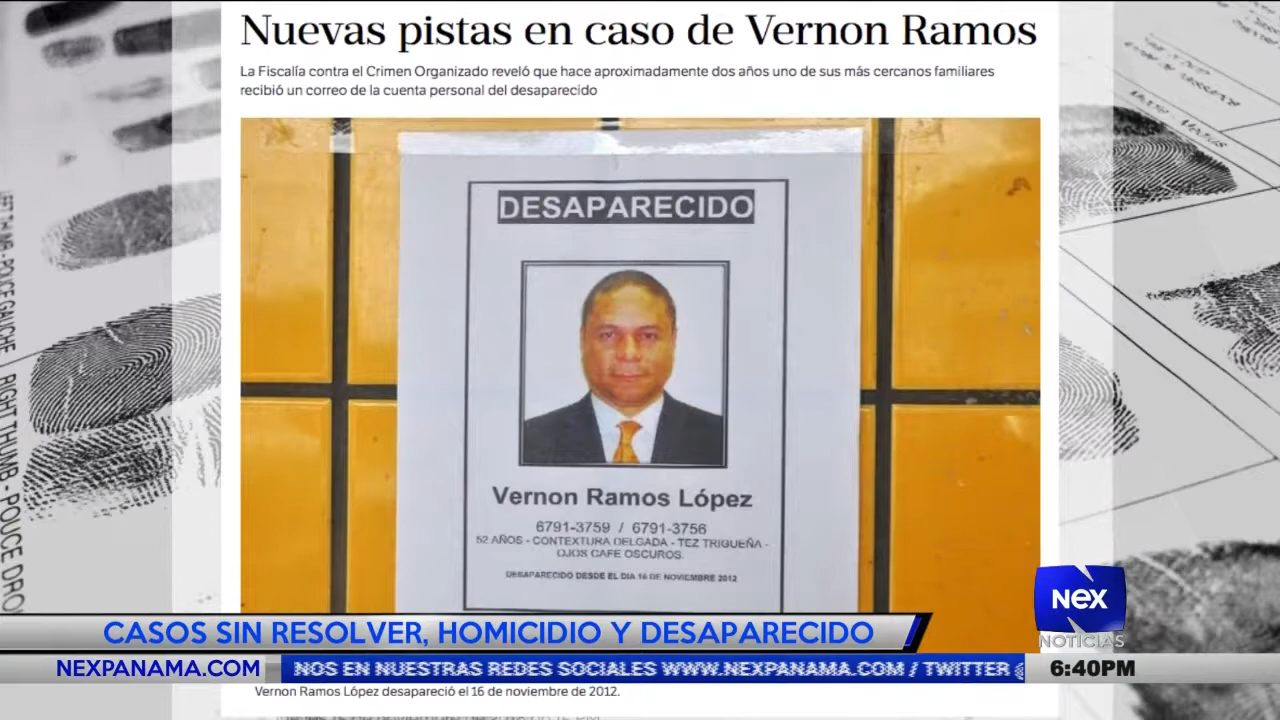 Nuevas pistas en caso de Vernon Ramos
La Fiscalía contra el Crimen Organizado reveló que hace aproximadamente dos años uno de sus más cercanos familiares
recibió un correo de la cuenta personal del desaparecido
DESAPARECIDO
Vernon Ramos López
6791-3759 / 6791-3756
52 AÑOS - CONTEXTURA DELGADA - TEZ TRIGUEÑA -
OJOS CAFE OSCUROS.
DESAPARECIDO DESDE EL DIA 16 DE NOVIEMBRE 2012
RIGHT THUMB - POUCE DRO
NEX
NOTICIAS
CASOS SIN RESOLVER, HOMICIDIO Y DESAPARECIDO
NEXPANAMA.COM
NOS EN NUESTRAS REDES SOCIALES WWW.NEXPANAMA.COM / TWITTER
6:40PM
Vernon Ramos López desapareció el 16 de noviembre de 2012.